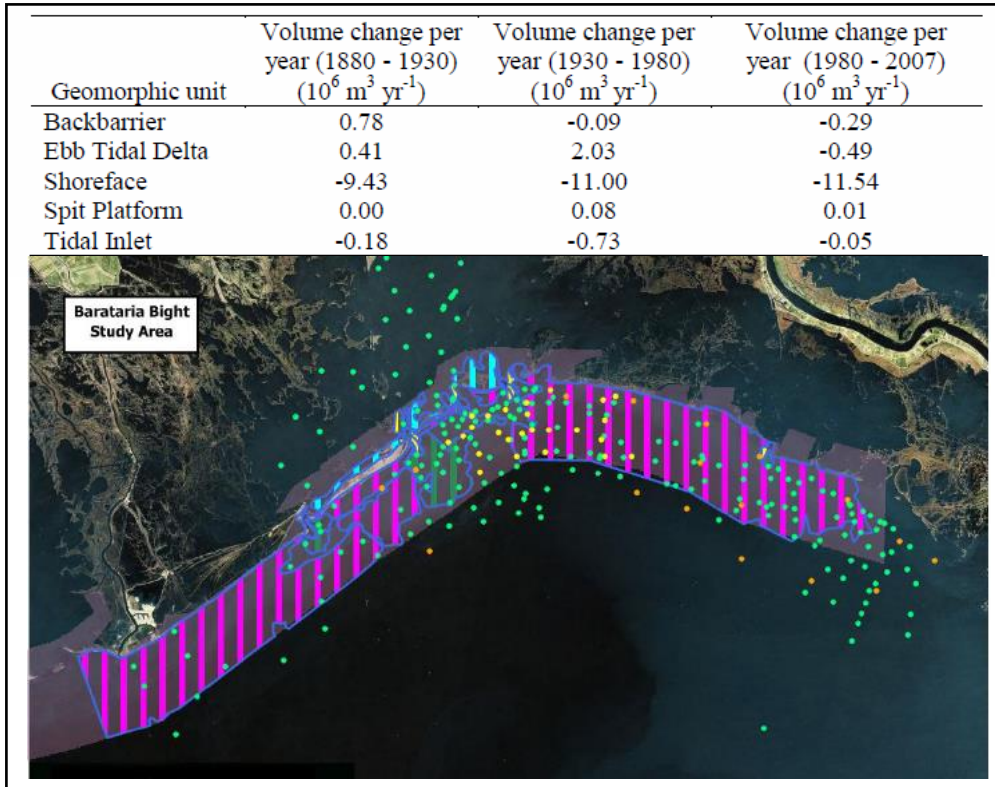 Volume change per Volume change per Volume change per
year (1880 - 1930) year (1930 - 1980) year (1980 - 2007)
Geomorphic unit (10⁶ m³ yr⁻¹) (10⁶ m³ yr⁻¹) (10⁶ m³ yr⁻¹)
Backbarrier 0.78 -0.09 -0.29
Ebb Tidal Delta 0.41 2.03 -0.49
Shoreface -9.43 -11.00 -11.54
Spit Platform 0.00 0.08 0.01
Tidal Inlet -0.18 -0.73 -0.05
Barataria Bight
Study Area